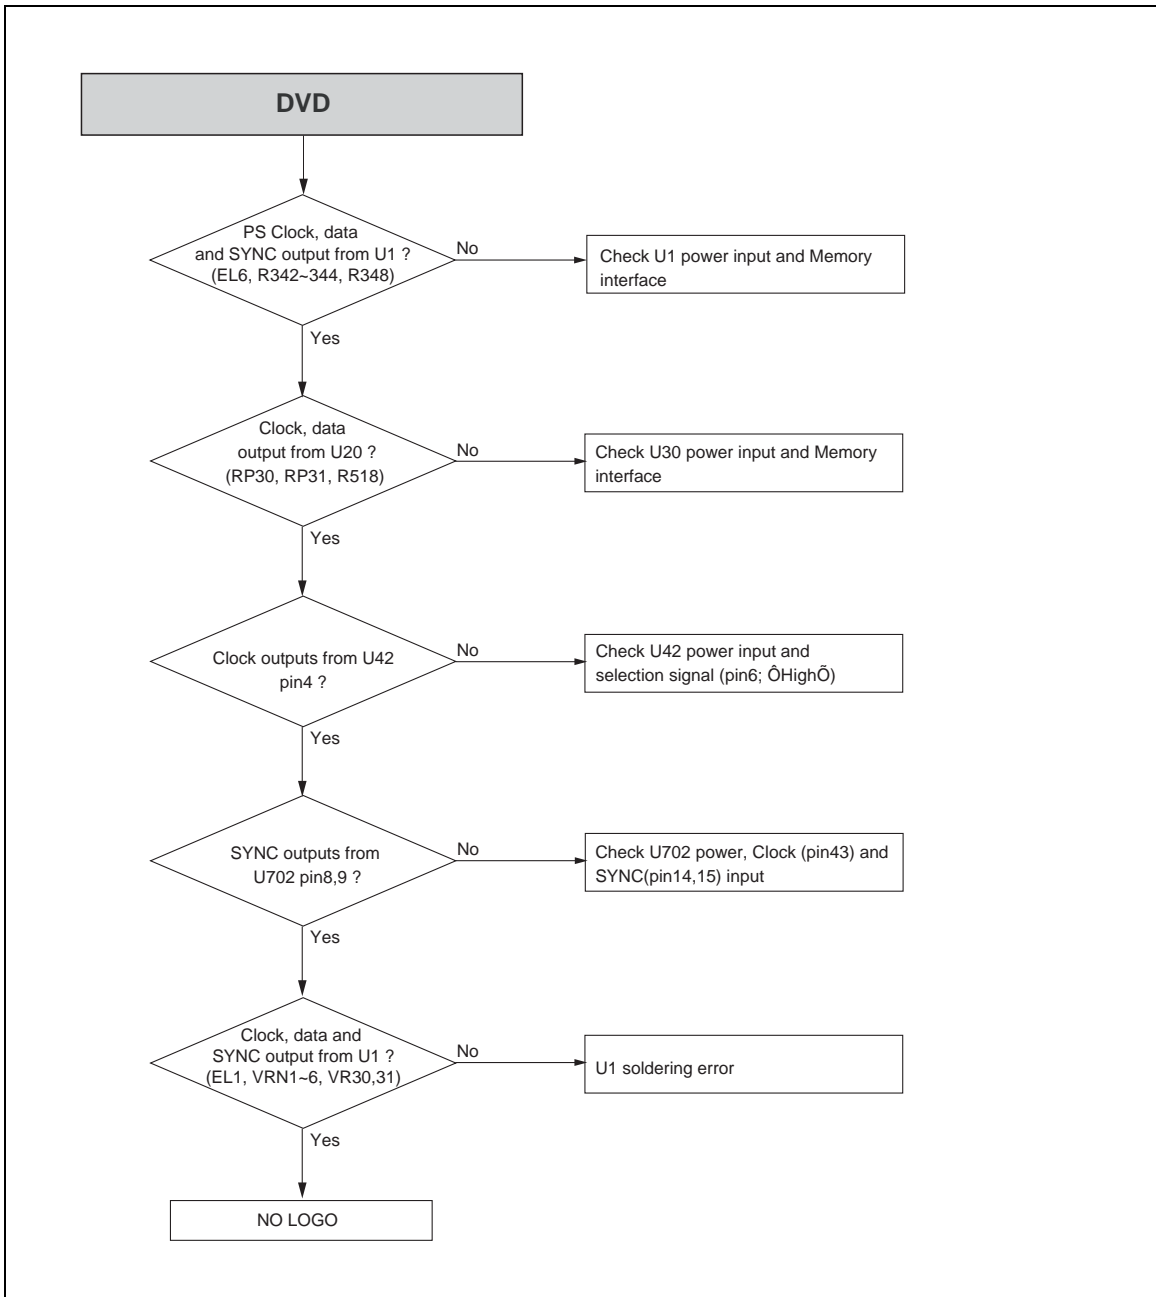 DVD
PS Clock, data
and SYNC output from U1 ?
(EL6, R342~344, R348)
No
Check U1 power input and Memory
interface
Yes
Clock, data
output from U20 ?
(RP30, RP31, R518)
No
Check U30 power input and Memory
interface
Yes
Clock outputs from U42
pin4 ?
No
Check U42 power input and
selection signal (pin6; ÔHighÕ)
Yes
SYNC outputs from
U702 pin8,9 ?
No
Check U702 power, Clock (pin43) and
SYNC(pin14,15) input
Yes
Clock, data and
SYNC output from U1 ?
(EL1, VRN1~6, VR30,31)
No
U1 soldering error
Yes
NO LOGO